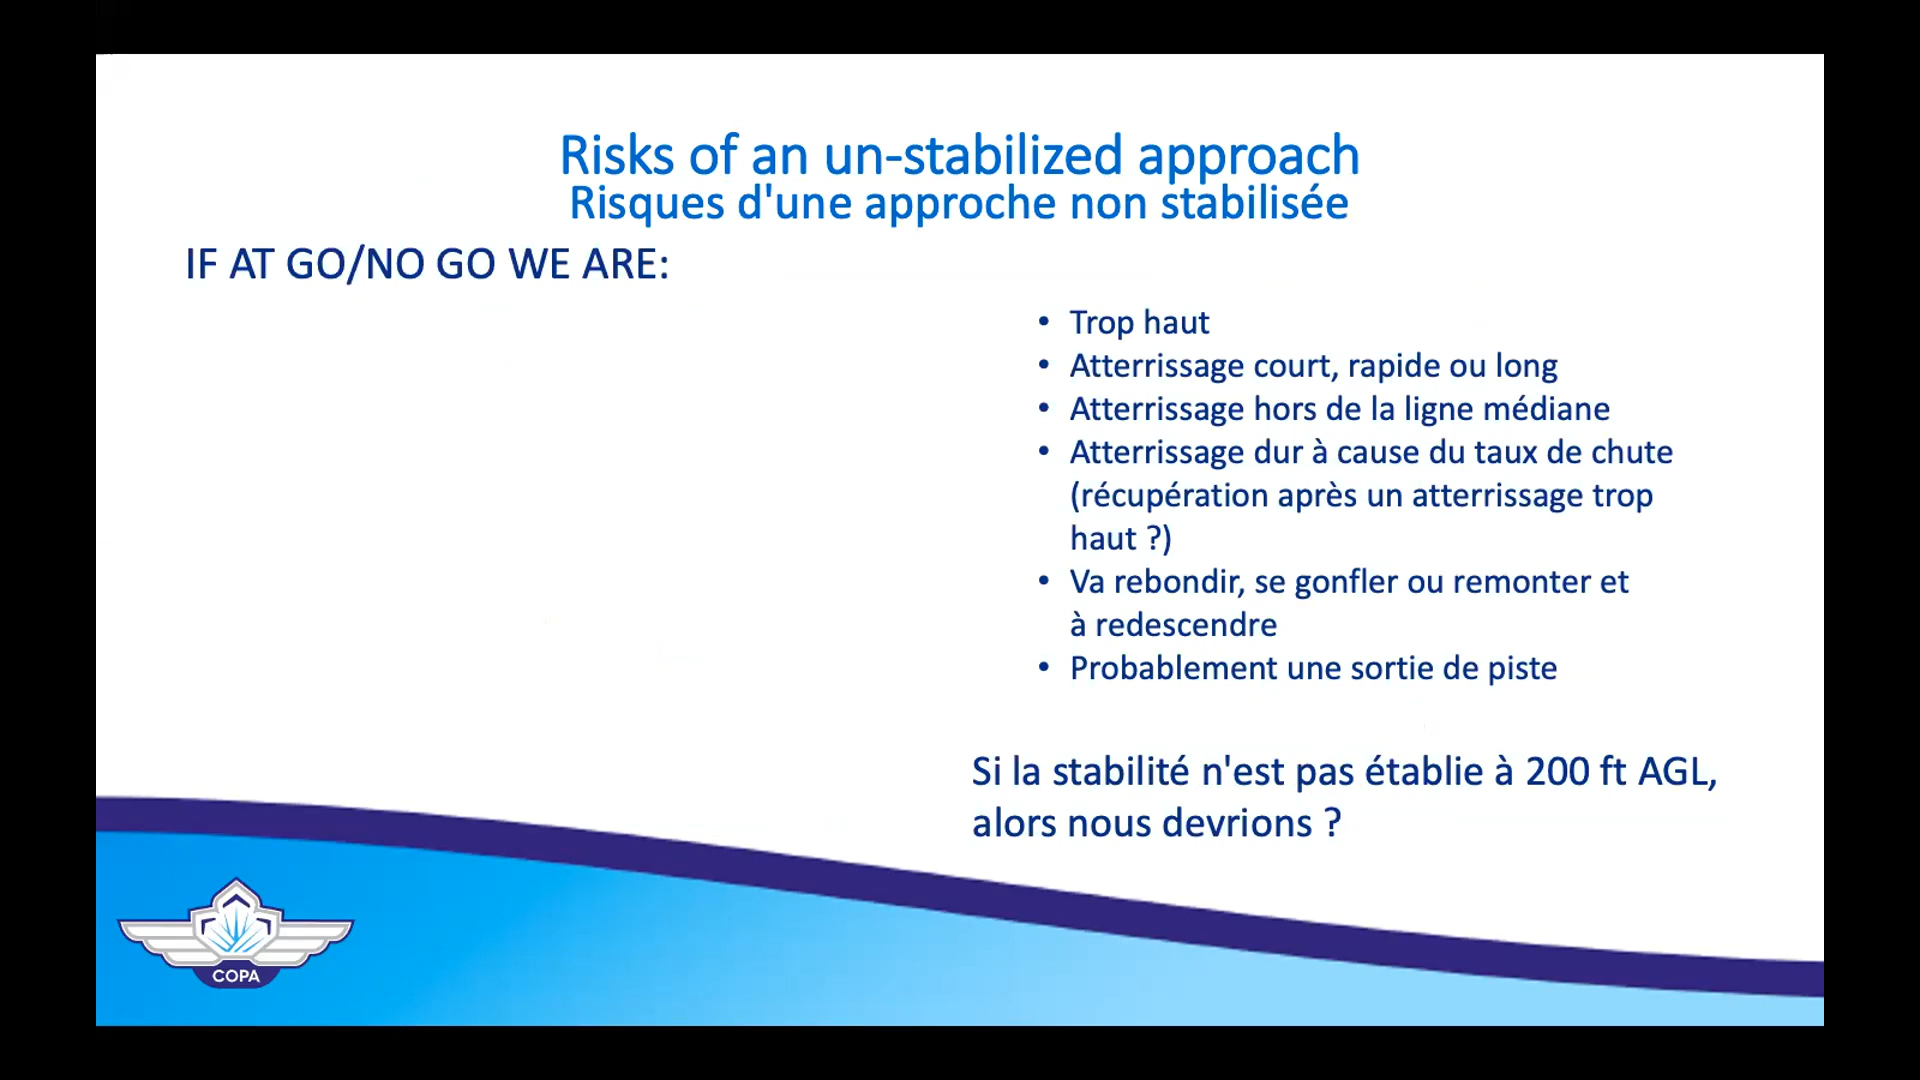 Risks of an un-stabilized approach
Risques d'une approche non stabilisée
IF AT GO/NO GO WE ARE:
• Trop haut
• Atterrissage court, rapide ou long
• Atterrissage hors de la ligne médiane
• Atterrissage dur à cause du taux de chute
(récupération après un atterrissage trop
haut ?)
• Va rebondir, se gonfler ou remonter et
à redescendre
• Probablement une sortie de piste
Si la stabilité n'est pas établie à 200 ft AGL,
alors nous devrions ?
COPA